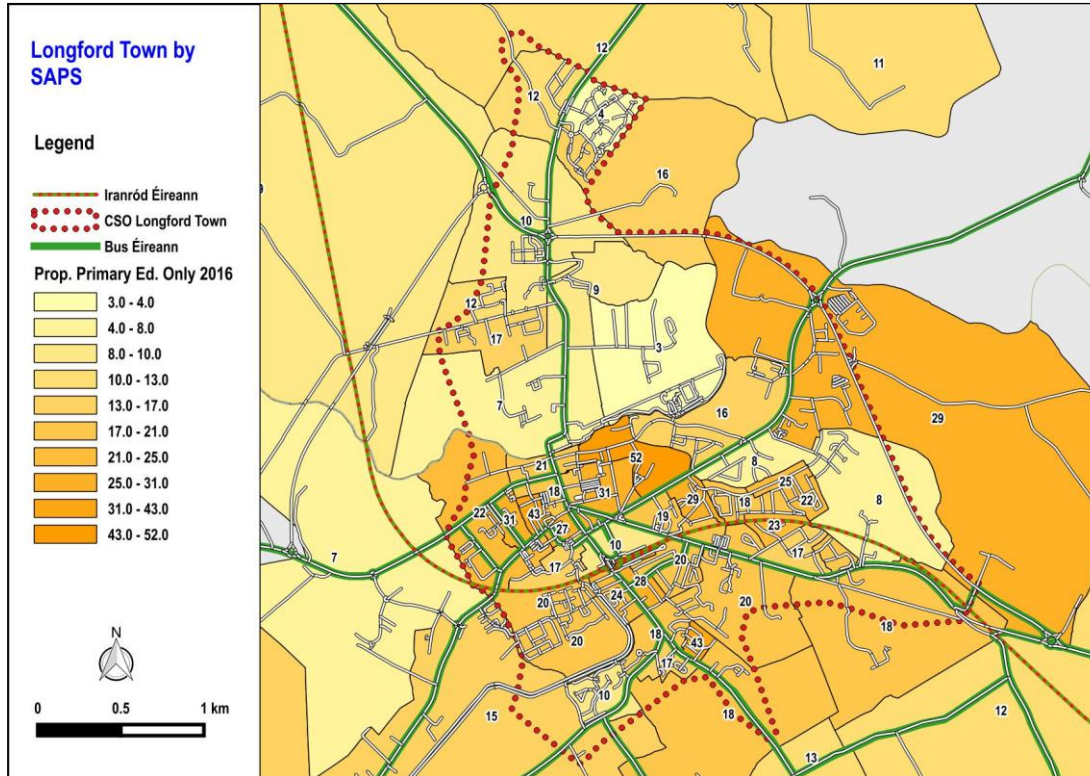 Longford Town by
SAPS
Legend
Iranród Éireann
CSO Longford Town
Bus Éireann
Prop. Primary Ed. Only 2016
3.0 - 4.0
4.0 - 8.0
8.0 - 10.0
10.0 - 13.0
13.0 - 17.0
17.0 - 21.0
21.0 - 25.0
25.0 - 31.0
31.0 - 43.0
43.0 - 52.0
N
0 0.5 1 km
12
11
12
4
16
9
10
9
12
17
3
7
29
16
52
21
8
18
31
25
29
18
22
8
43
22
31
19
23
27
10
17
7
17
20
28
24
20
20
18
20
18
43
17
10
15
18
12
13